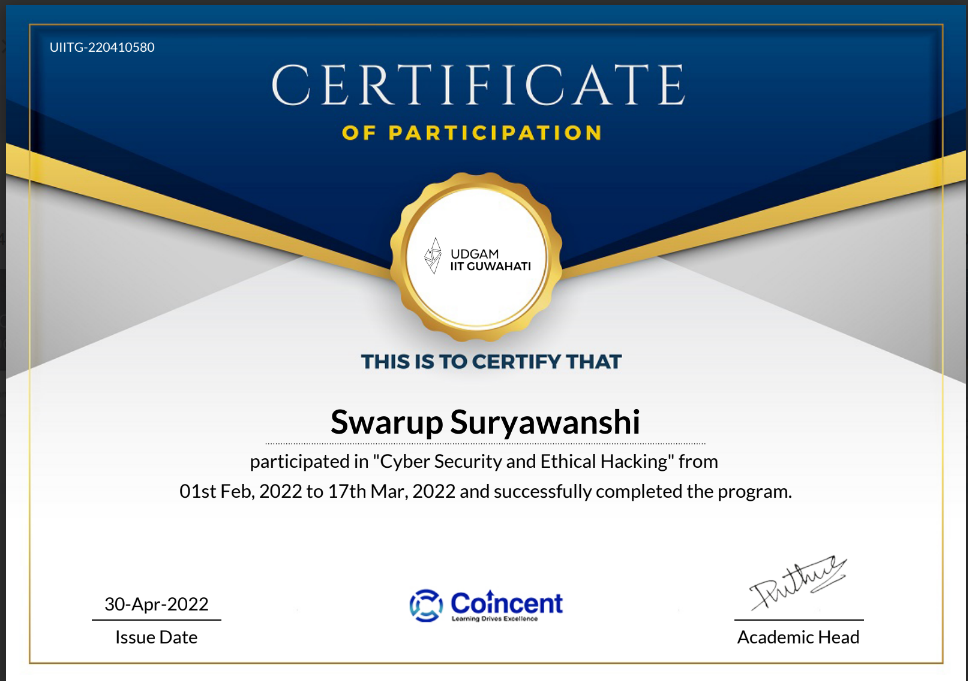 UIITG-220410580
CERTIFICATE
OF PARTICIPATION
UDGAM
IIT GUWAHATI
THIS IS TO CERTIFY THAT
Swarup Suryawanshi
participated in "Cyber Security and Ethical Hacking" from
01st Feb, 2022 to 17th Mar, 2022 and successfully completed the program.
30-Apr-2022
Issue Date
Coincent
Learning Drives Excellence
Academic Head